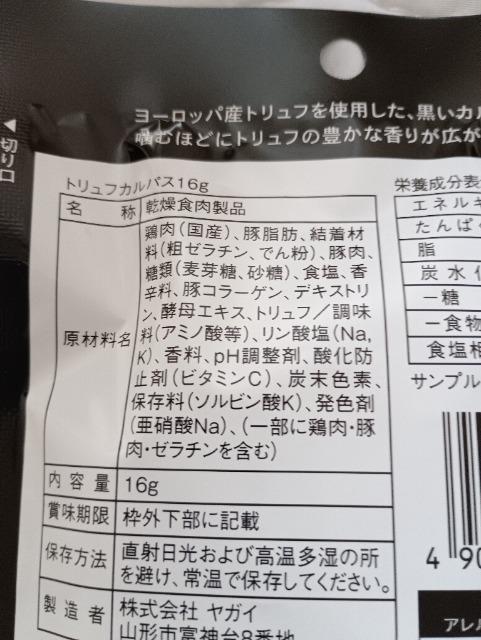 ヨーロッパ産トリュフを使用した、黒いカル
噛むほどにトリュフの豊かな香りが広が
◀切り口
トリュフカルパス16g
名 称 乾燥食肉製品
原材料名
鶏肉(国産)、豚脂肪、結着材
料(粗ゼラチン、でん粉)、豚肉、
糖類(麦芽糖、砂糖)、食塩、香
辛料、豚コラーゲン、デキストリ
ン、酵母エキス、トリュフ/調味
料(アミノ酸等)、リン酸塩(Na,
K)、香料、pH調整剤、酸化防
止剤(ビタミンC)、炭末色素、
保存料(ソルビン酸K)、発色剤
(亜硝酸Na)、(一部に鶏肉・豚
肉・ゼラチンを含む)
内 容 量 16g
賞味期限 枠外下部に記載
保存方法 直射日光および高温多湿の所
を避け、常温で保存してください。
製 造 者 株式会社 ヤガイ
山形市富神台8番地
栄養成分表
エネルギ
たんぱく
脂
炭 水 化
-糖
-食物
食塩相
サンプル
4 90
アレル